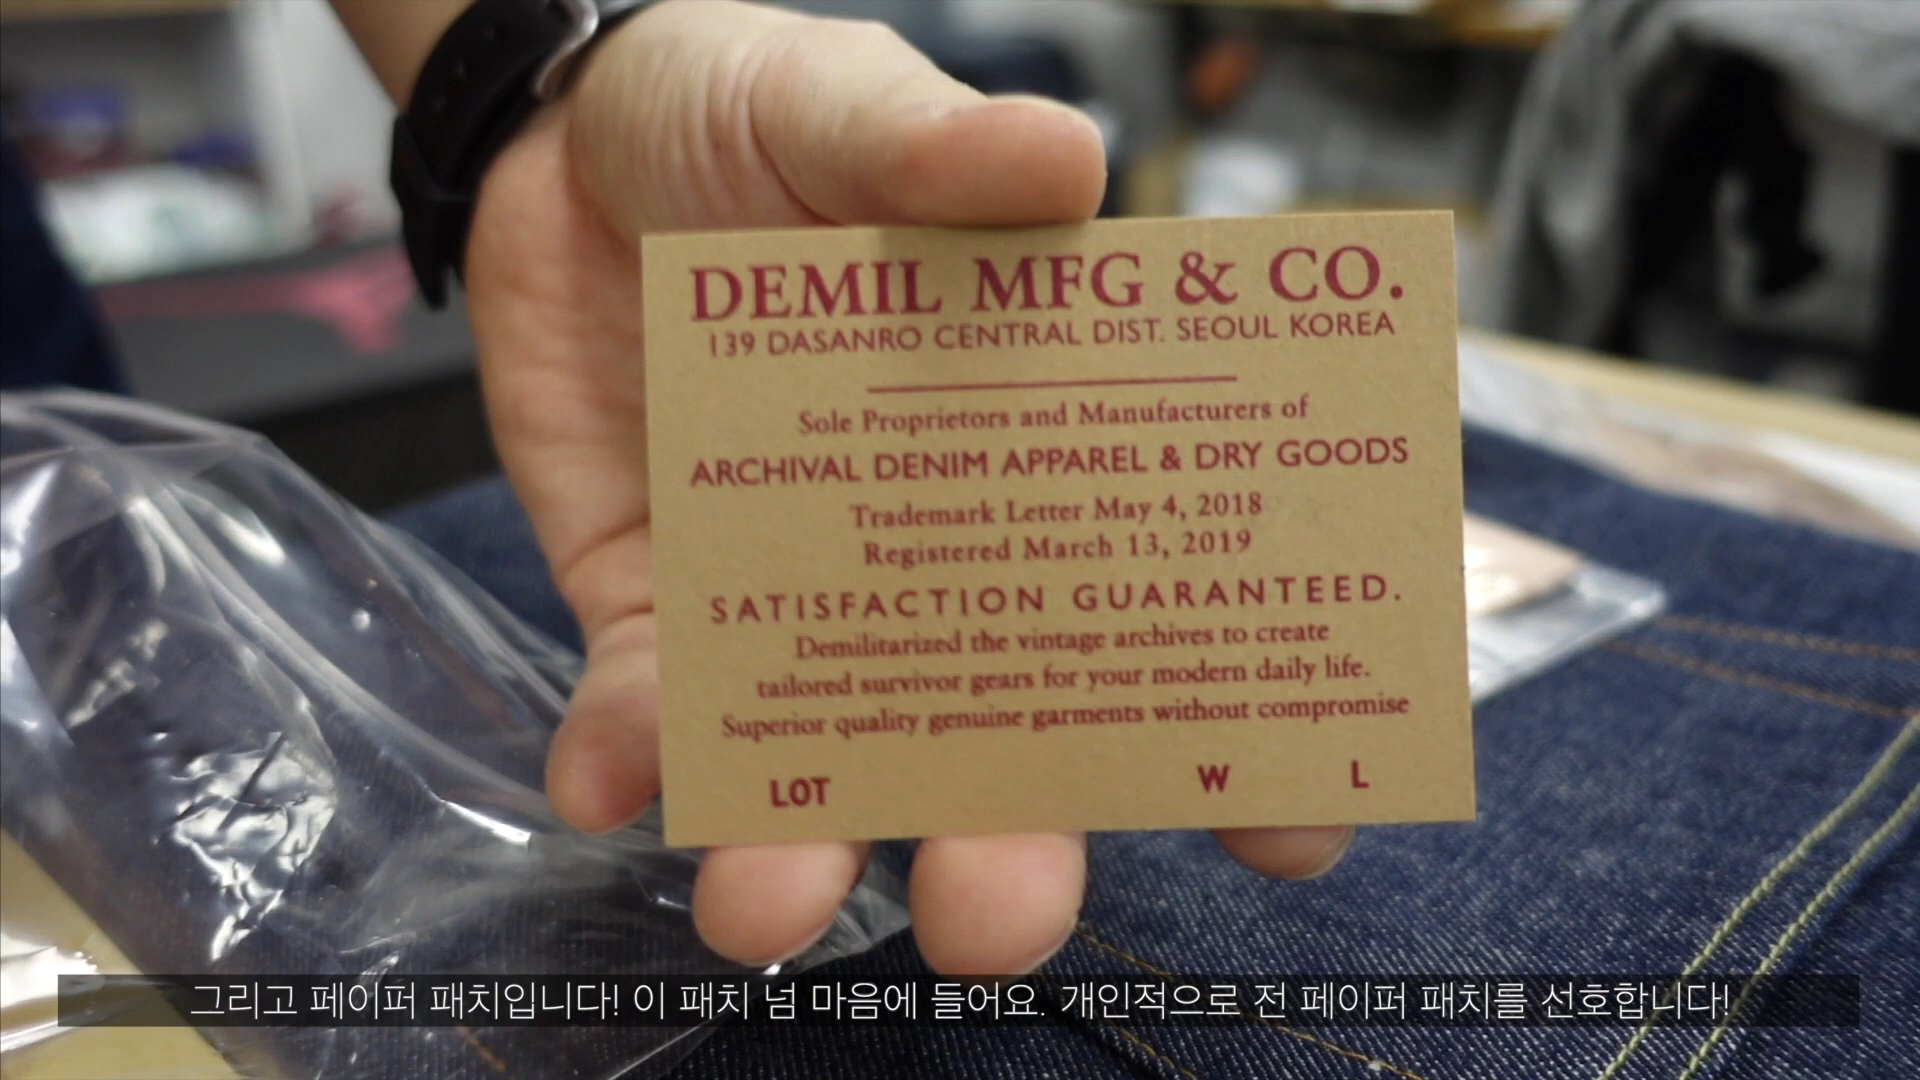 DEMIL MFG & CO.
139 DASANRO CENTRAL DIST. SEOUL KOREA
Sole Proprietors and Manufacturers of
ARCHIVAL DENIM APPAREL & DRY GOODS
Trademark Letter May 4, 2018
Registered March 13, 2019
SATISFACTION GUARANTEED.
Demilitarized the vintage archives to create
tailored survivor gears for your modern daily life.
Superior quality genuine garments without compromise
LOT W L
그리고 페이퍼 패치입니다! 이 패치 넘 마음에 들어요. 개인적으로 전 페이퍼 패치를 선호합니다!